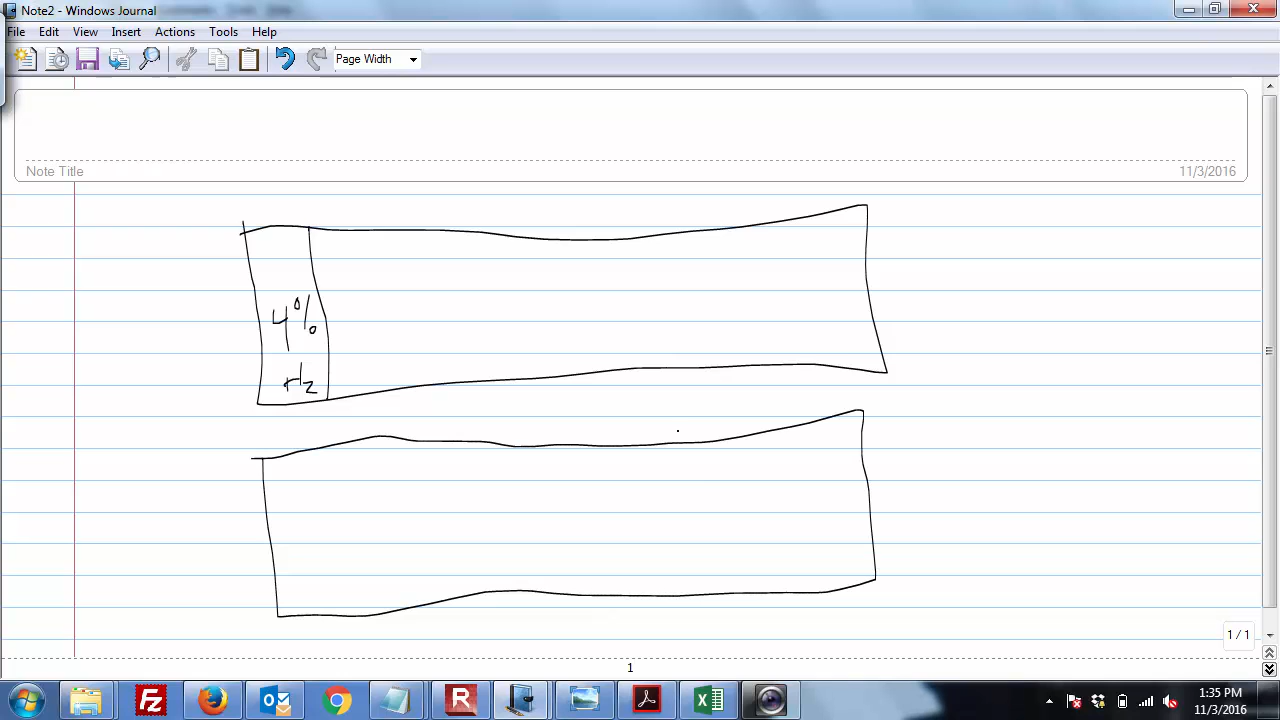 Note2 - Windows Journal
File Edit View Insert Actions Tools Help
Page Width
Note Title
11/3/2016
4%
r/2
1 / 1
1
1:35 PM
11/3/2016